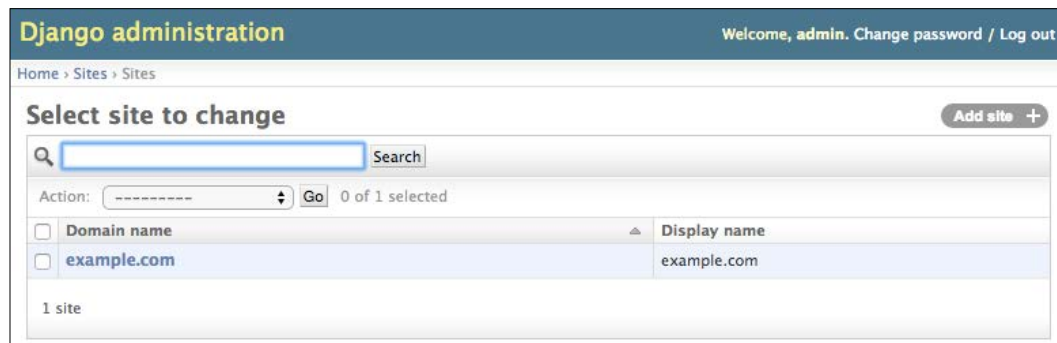 Django administration
Welcome, admin. Change password / Log out
Home › Sites › Sites
Select site to change
Add site +
Search
Action: --------- Go 0 of 1 selected
Domain name Display name
example.com example.com
1 site